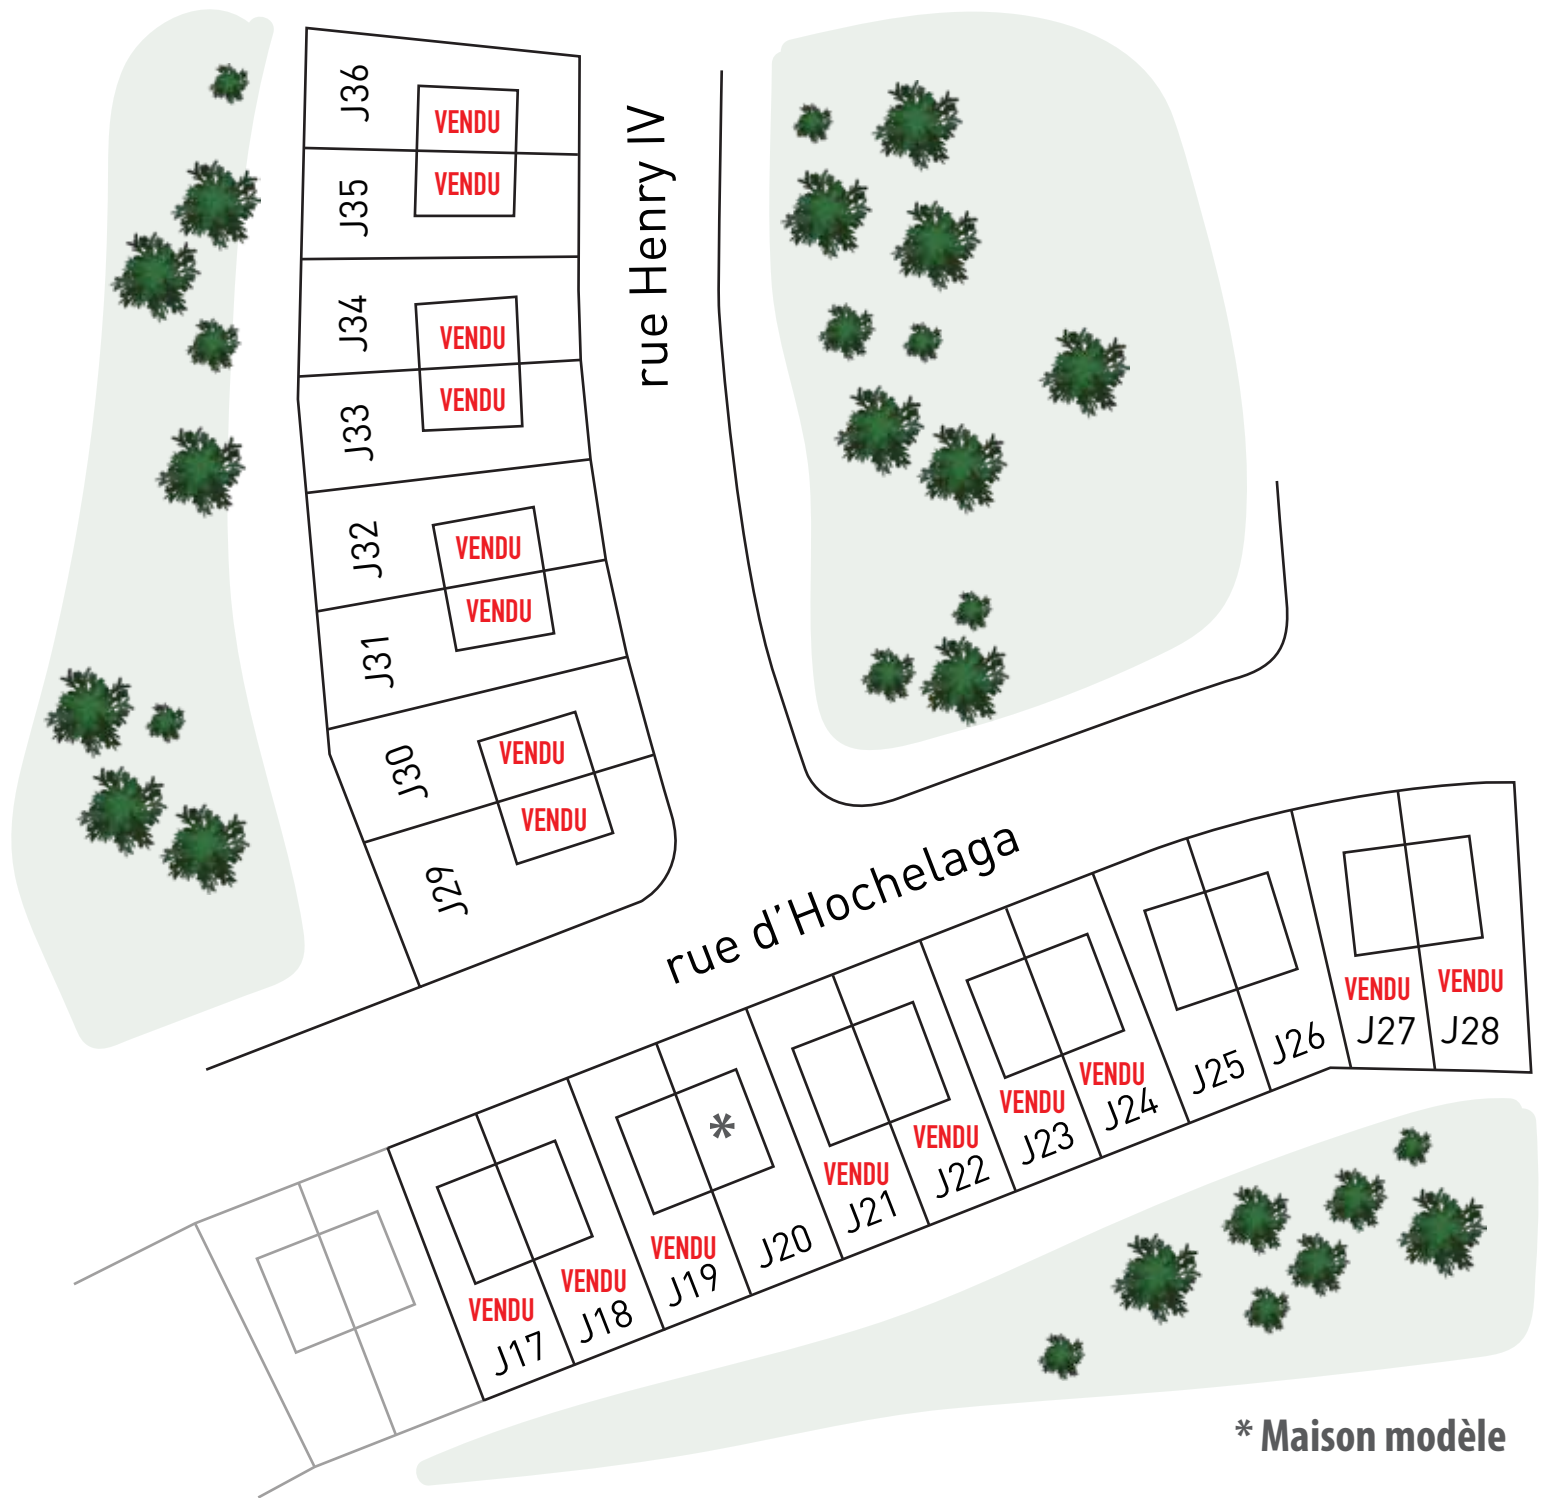 J36
VENDU
VENDU
J35
rue Henry IV
J34
VENDU
VENDU
J33
J32
VENDU
VENDU
J31
J30
VENDU
VENDU
J29
rue d'Hochelaga
VENDU
J17
VENDU
J18
VENDU
J19
*
J20
VENDU
J21
VENDU
J22
VENDU
J23
VENDU
J24
J25
J26
VENDU
J27
VENDU
J28
* Maison modèle